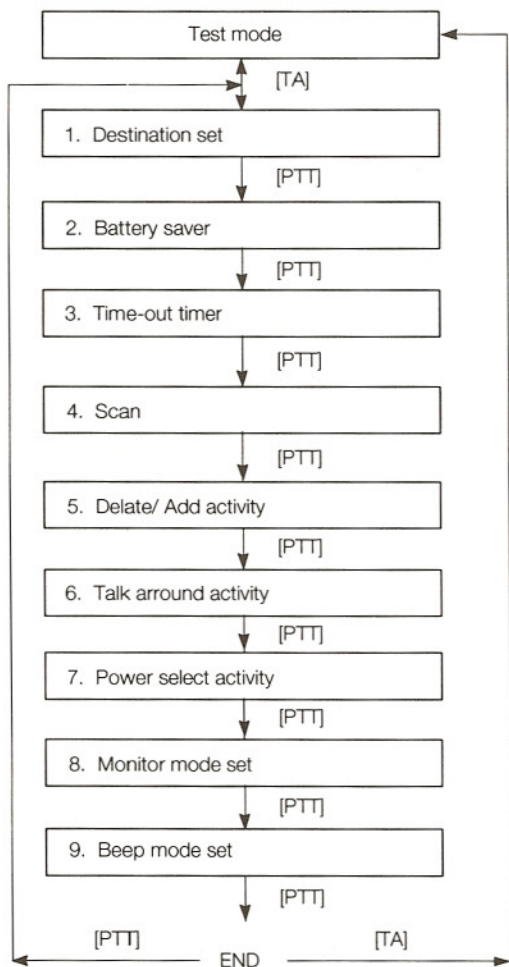 Test mode
[TA]
1. Destination set
[PTT]
2. Battery saver
[PTT]
3. Time-out timer
[PTT]
4. Scan
[PTT]
5. Delate/ Add activity
[PTT]
6. Talk arround activity
[PTT]
7. Power select activity
[PTT]
8. Monitor mode set
[PTT]
9. Beep mode set
[PTT]
[PTT] [TA]
END